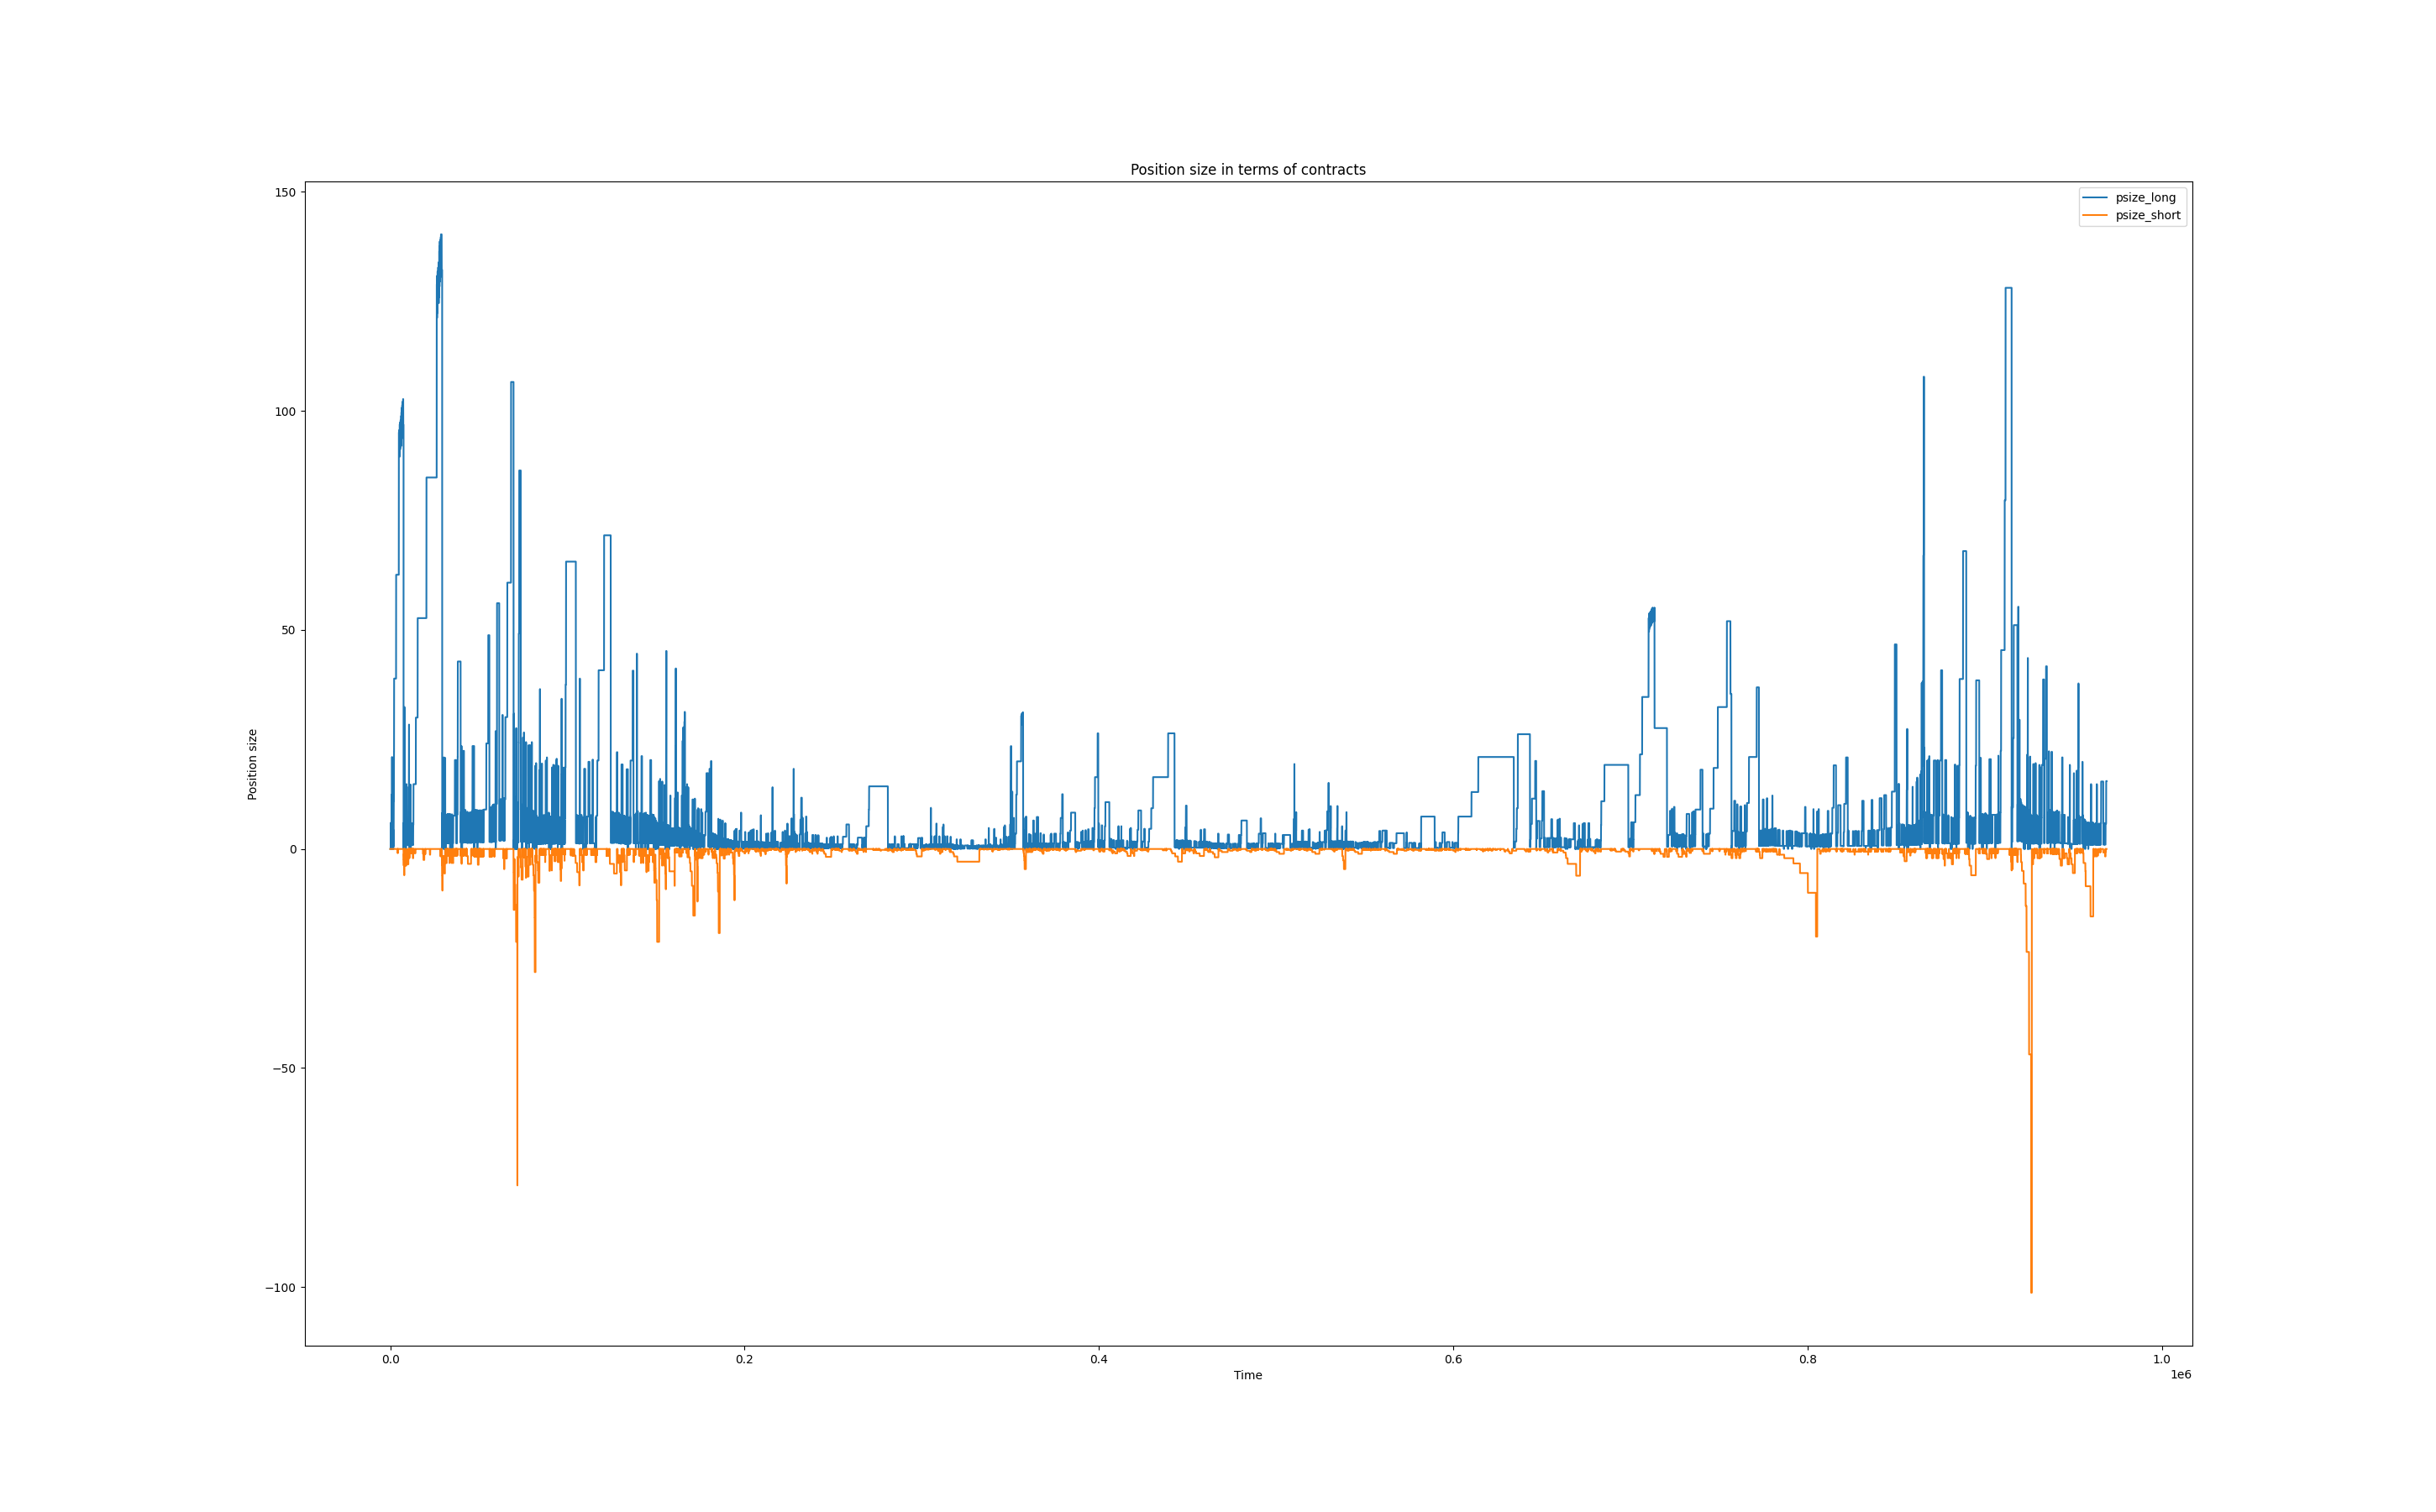 Position size in terms of contracts
psize_long
psize_short
150
100
50
0
−50
−100
Position size
0.0
0.2
0.4
0.6
0.8
1.0
Time
1e6